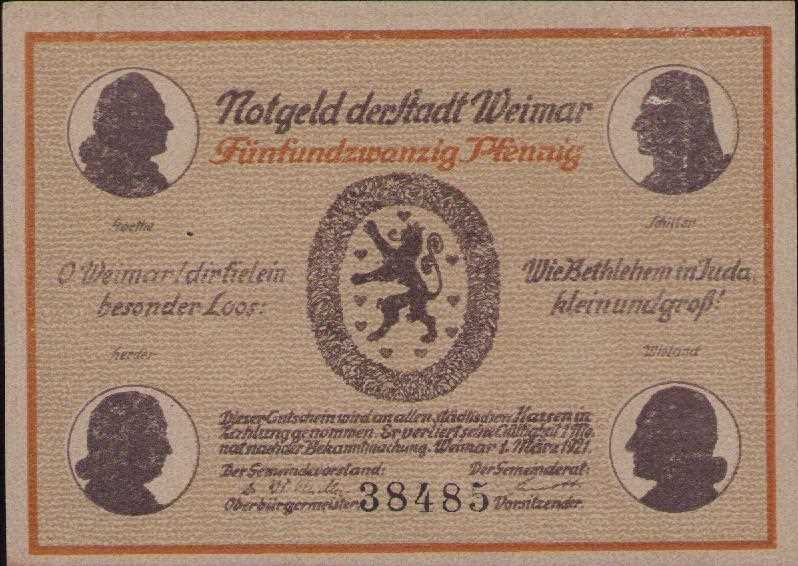 Notgeld der Stadt Weimar
Fünfundzwanzig Pfennig
Goethe
Schiller
O Weimar! dir fiel ein
besonder Loos:
Wie Bethlehem in Juda,
klein und groß!
Herder
Wieland
Dieser Gutschein wird an allen städtischen Kassen in
Zahlung genommen. Er verliert seine Gültigkeit 1 Mo
nat nach der Bekanntmachung. Weimar 1. März 1921.
Der Gemeindevorstand:
Der Gemeinderat:
Oberbürgermeister
38485
Vorsitzender